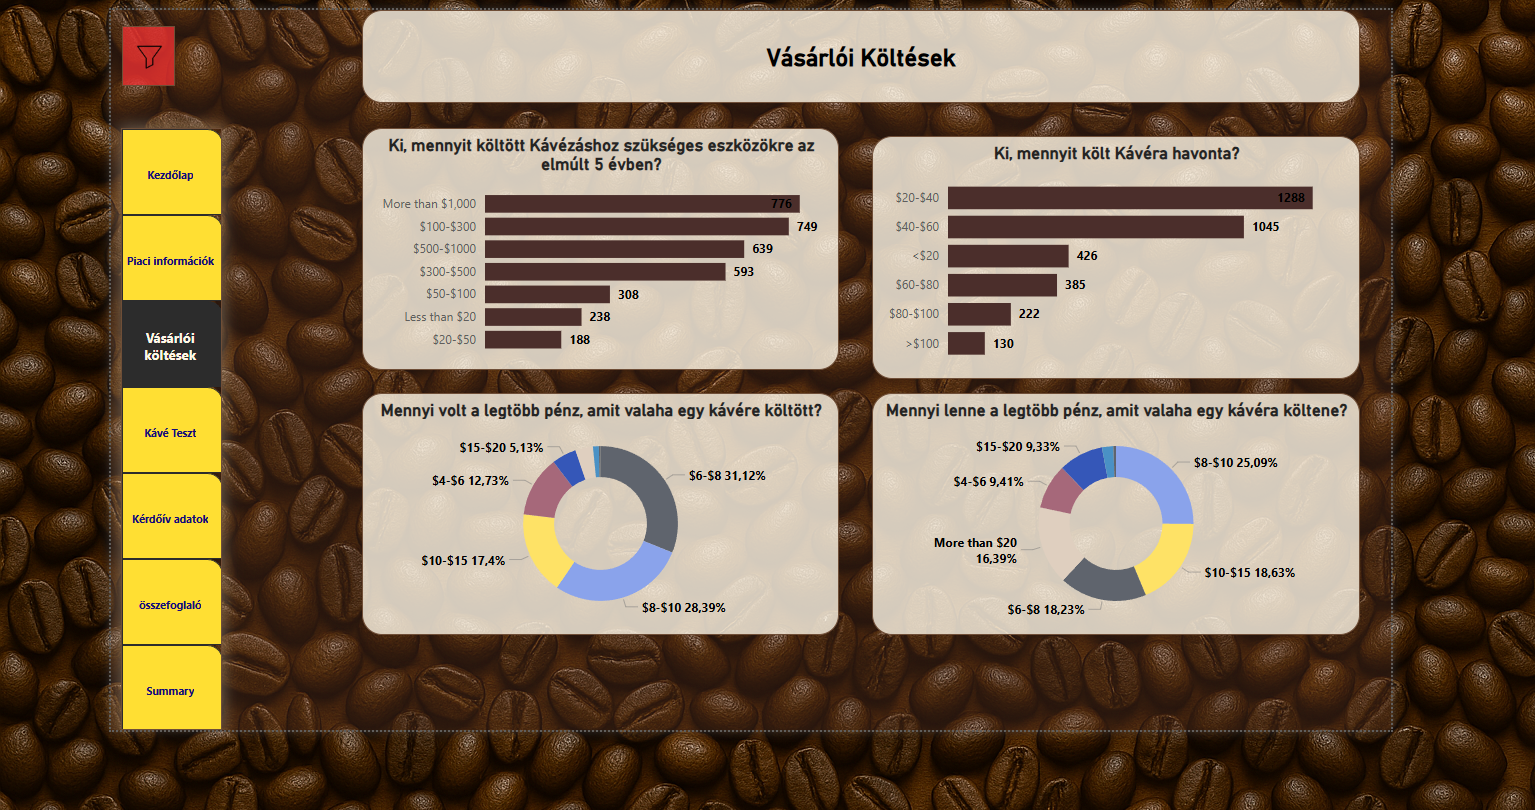 Vásárlói Költések
Kezdőlap
Piaci információk
Vásárlói
költések
Kávé Teszt
Kérdőív adatok
összefoglaló
Summary
Ki, mennyit költött Kávézáshoz szükséges eszközökre az
elmúlt 5 évben?
More than $1,000 776
$100-$300 749
$500-$1000 639
$300-$500 593
$50-$100 308
Less than $20 238
$20-$50 188
Ki, mennyit költ Kávéra havonta?
$20-$40 1288
$40-$60 1045
<$20 426
$60-$80 385
$80-$100 222
>$100 130
Mennyi volt a legtöbb pénz, amit valaha egy kávére költött?
$15-$20 5,13%
$4-$6 12,73%
$6-$8 31,12%
$10-$15 17,4%
$8-$10 28,39%
Mennyi lenne a legtöbb pénz, amit valaha egy kávéra költene?
$15-$20 9,33%
$8-$10 25,09%
$4-$6 9,41%
More than $20
16,39%
$10-$15 18,63%
$6-$8 18,23%